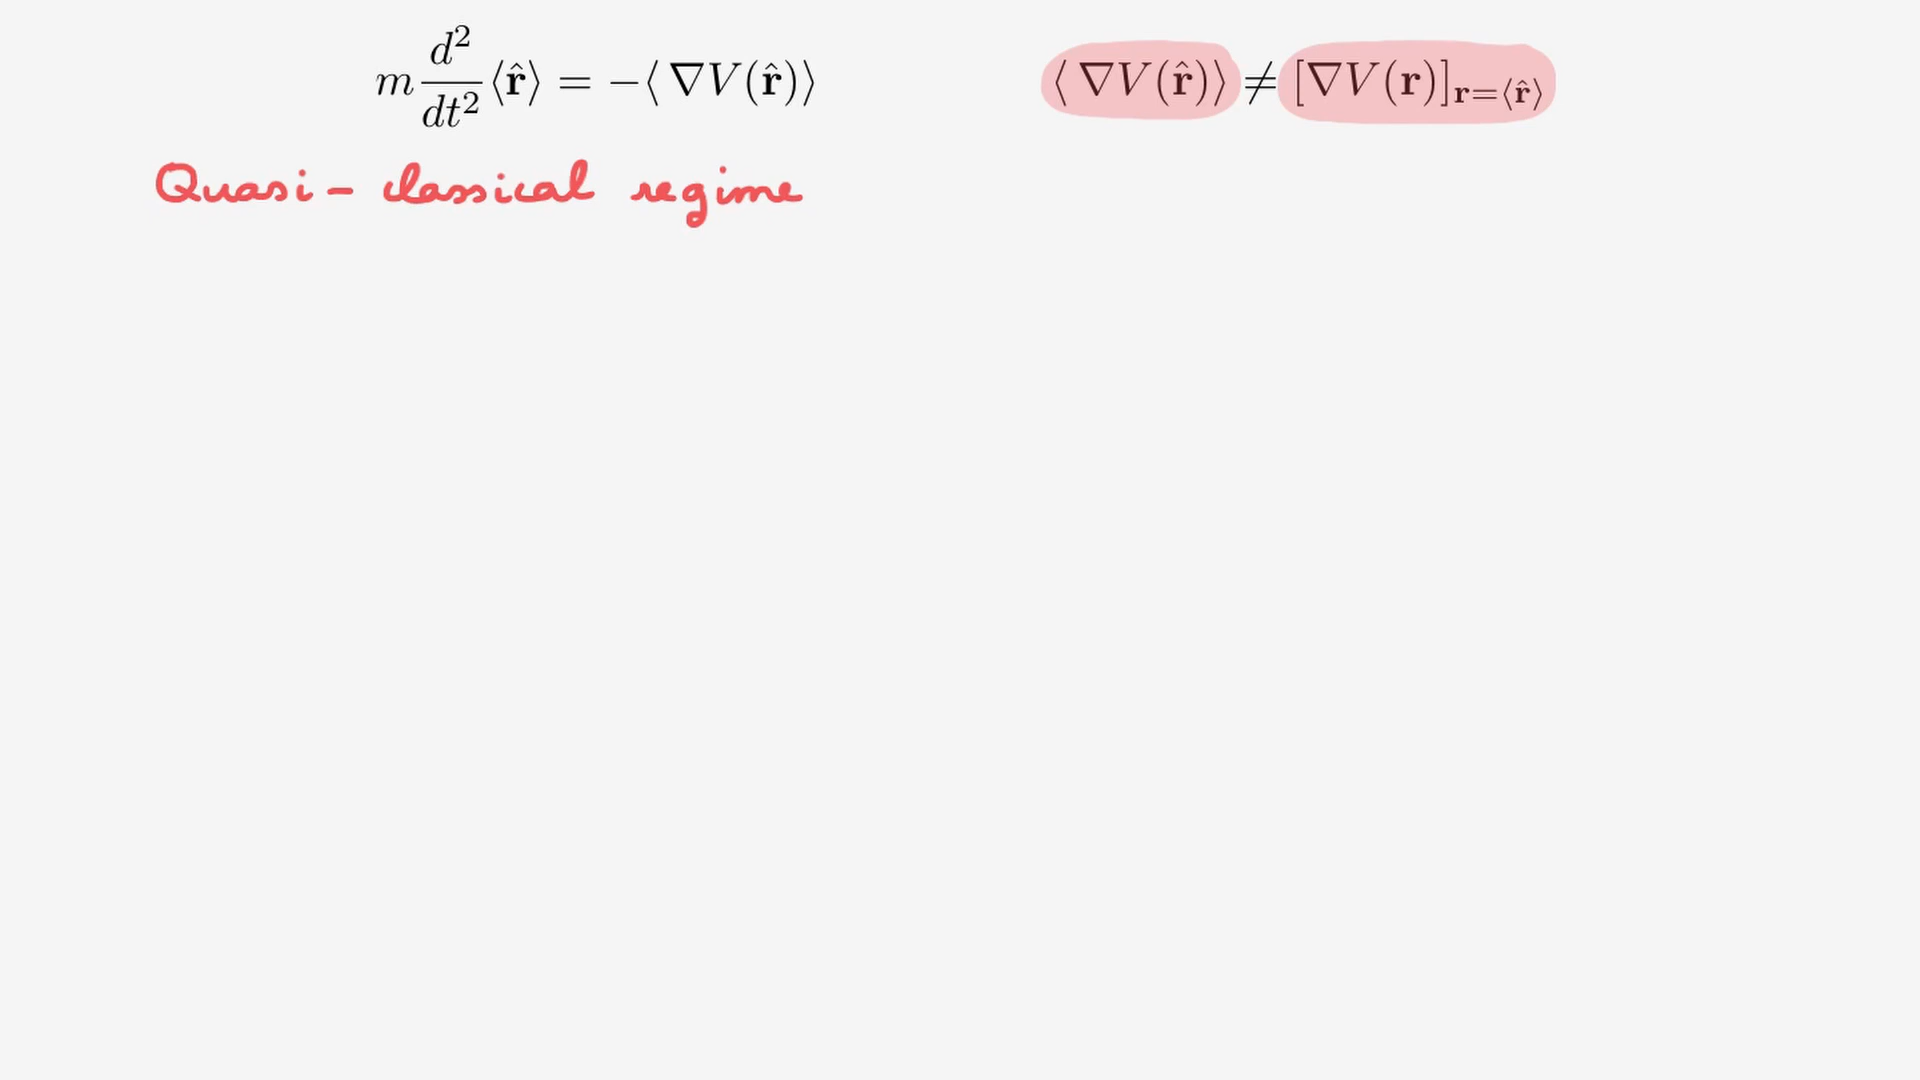 m d²/dt² ⟨r̂⟩ = −⟨ ∇V(r̂)⟩
⟨ ∇V(r̂)⟩ ≠ [∇V(r)]r=⟨r̂⟩
Quasi - classical regime